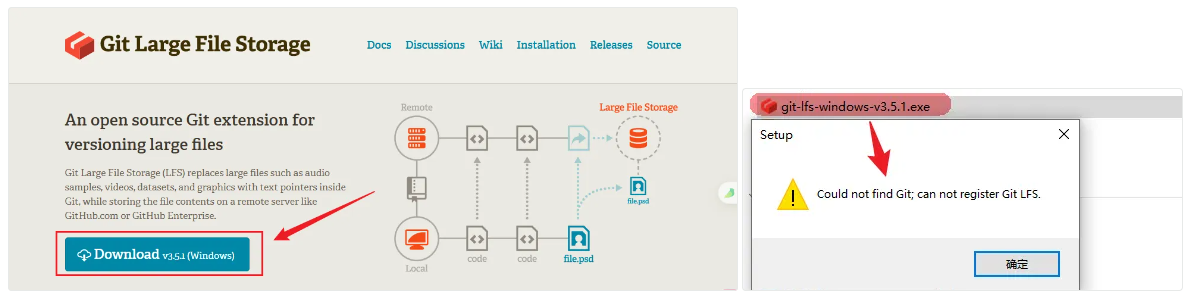 Git Large File Storage
Docs Discussions Wiki Installation Releases Source
An open source Git extension for
versioning large files
Git Large File Storage (LFS) replaces large files such as audio
samples, videos, datasets, and graphics with text pointers inside
Git, while storing the file contents on a remote server like
GitHub.com or GitHub Enterprise.
Download v3.5.1 (Windows)
Remote
Large File Storage
file.psd
Local
code
code
file.psd
git-lfs-windows-v3.5.1.exe
Setup
Could not find Git; can not register Git LFS.
确定